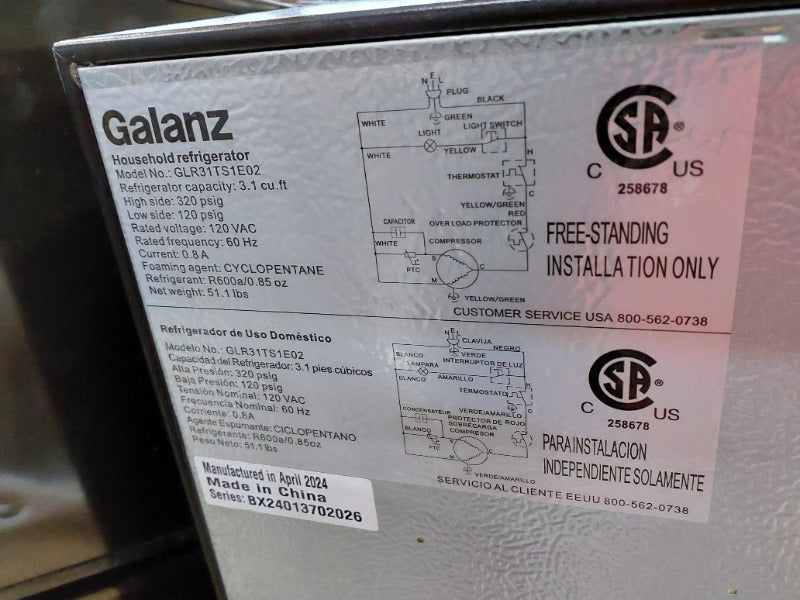 Galanz
Household refrigerator
Model No.: GLR31TS1E02
Refrigerator capacity: 3.1 cu.ft
High side: 320 psig
Low side: 120 psig
Rated voltage: 120 VAC
Rated frequency: 60 Hz
Current: 0.8 A
Foaming agent: CYCLOPENTANE
Refrigerant: R600a/0.85 oz
Net weight: 51.1 lbs
N E L
PLUG
BLACK
GREEN
WHITE
LIGHT
LIGHT SWITCH
WHITE
YELLOW
H
THERMOSTAT
C
YELLOW/GREEN
RED
CAPACITOR
OVER LOAD PROTECTOR
WHITE
COMPRESSOR
S
C
PTC
M
YELLOW/GREEN
CSA®
C US
258678
FREE-STANDING
INSTALLATION ONLY
CUSTOMER SERVICE USA 800-562-0738
Refrigerador de Uso Doméstico
Modelo No.: GLR31TS1E02
Capacidad del Refrigerador: 3.1 pies cúbicos
Alta Presión: 320 psig
Baja Presión: 120 psig
Tensión Nominal: 120 VAC
Frecuencia Nominal: 60 Hz
Corriente: 0.8A
Agente Espumante: CICLOPENTANO
Refrigerante: R600a/0.85oz
Peso Neto: 51.1 lbs
N E L
CLAVIJA
NEGRO
VERDE
BLANCO
LAMPARA
INTERRUPTOR DE LUZ
BLANCO
AMARILLO
H
TERMOSTATO
C
VERDE/AMARILLO
ROJO
CONDENSATEUR
PROTECTOR DE
SOBRECARGA
BLANCO
COMPRESOR
S
C
PTC
M
VERDE/AMARILLO
CSA®
C US
258678
PARA INSTALACION
INDEPENDIENTE SOLAMENTE
SERVICIO AL CLIENTE EEUU 800-562-0738
Manufactured in April 2024
Made in China
Series: BX24013702026